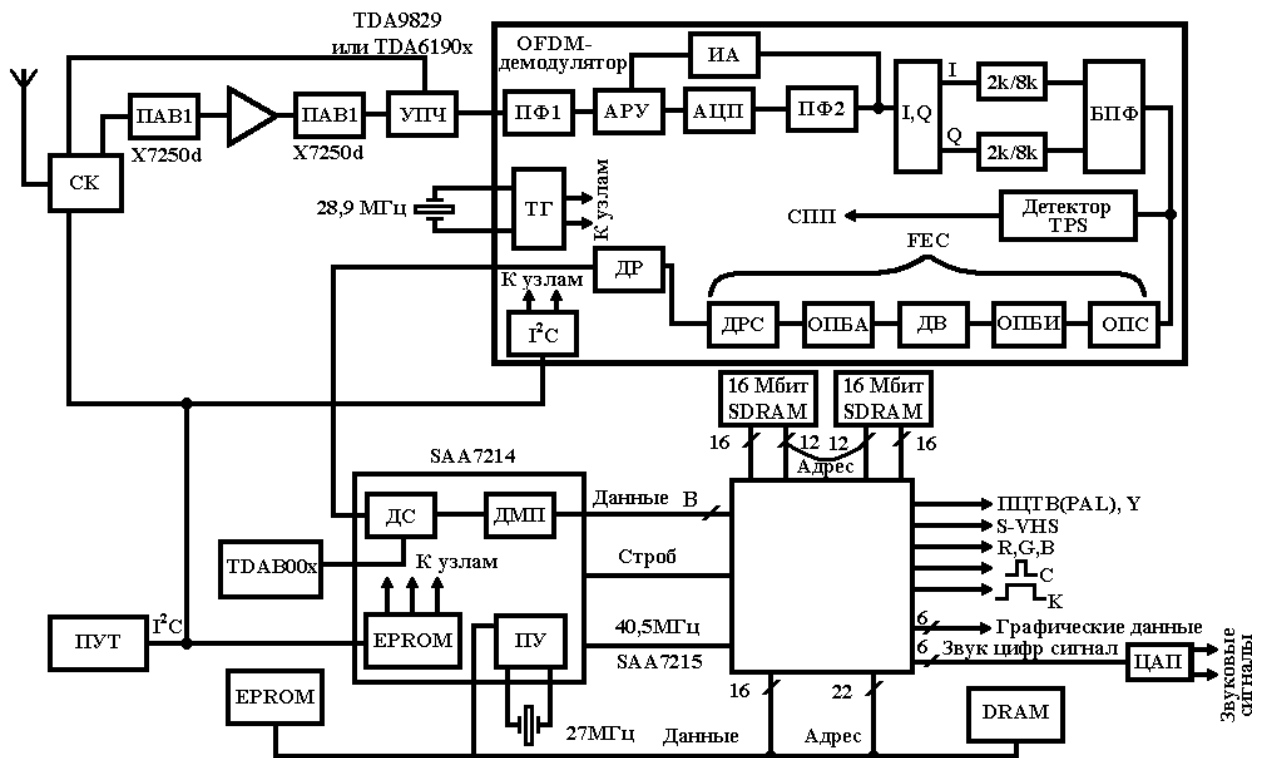 TDA9829
или TDA6190x
OFDM-
демодулятор
ИА
ПАВ1
X7250d
ПАВ1
X7250d
УПЧ
ПФ1
АРУ
АЦП
ПФ2
I,Q
I
Q
2k/8k
2k/8k
БПФ
СК
28,9 МГц
ТГ
К узлам
СПП
Детектор
TPS
FEC
К узлам
ДР
I²C
ДРС
ОПБА
ДВ
ОПБИ
ОПС
16 Мбит
SDRAM
16 Мбит
SDRAM
16
12
12
16
Адрес
SAA7214
ДС
ДМП
Данные
В
TDAB00x
К узлам
Строб
ПЦТВ(PAL), Y
S-VHS
R,G,B
С
К
ПУТ
I²C
EPROM
ПУ
40,5МГц
SAA7215
6
Графические данные
6
Звук цифр сигнал
ЦАП
Звуковые
сигналы
EPROM
27МГц
16
22
Данные
Адрес
DRAM